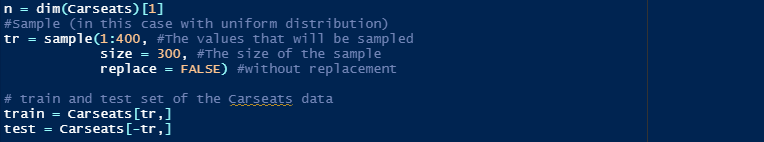 n = dim(Carseats)[1]
#Sample (in this case with uniform distribution)
tr = sample(1:400, #The values that will be sampled
size = 300, #The size of the sample
replace = FALSE) #without replacement
# train and test set of the Carseats data
train = Carseats[tr,]
test = Carseats[-tr,]